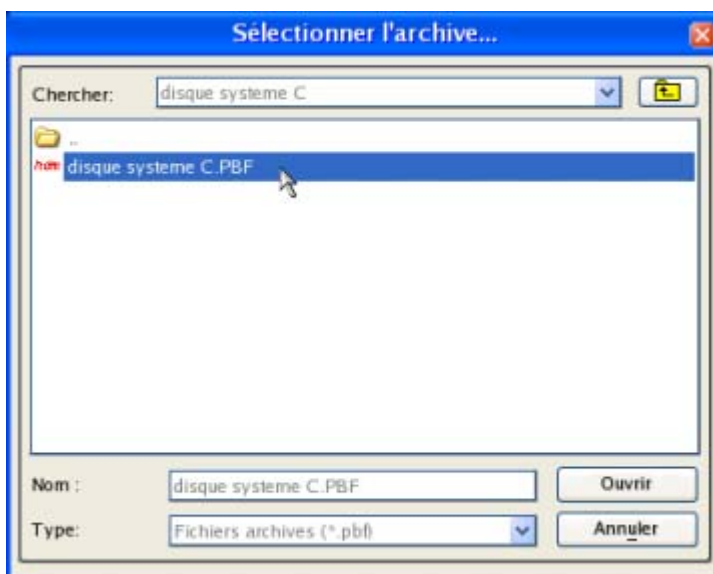 Sélectionner l'archive...
Chercher: disque systeme C
..
disque systeme C.PBF
Nom : disque systeme C.PBF Ouvrir
Type: Fichiers archives (*.pbf) Annuler